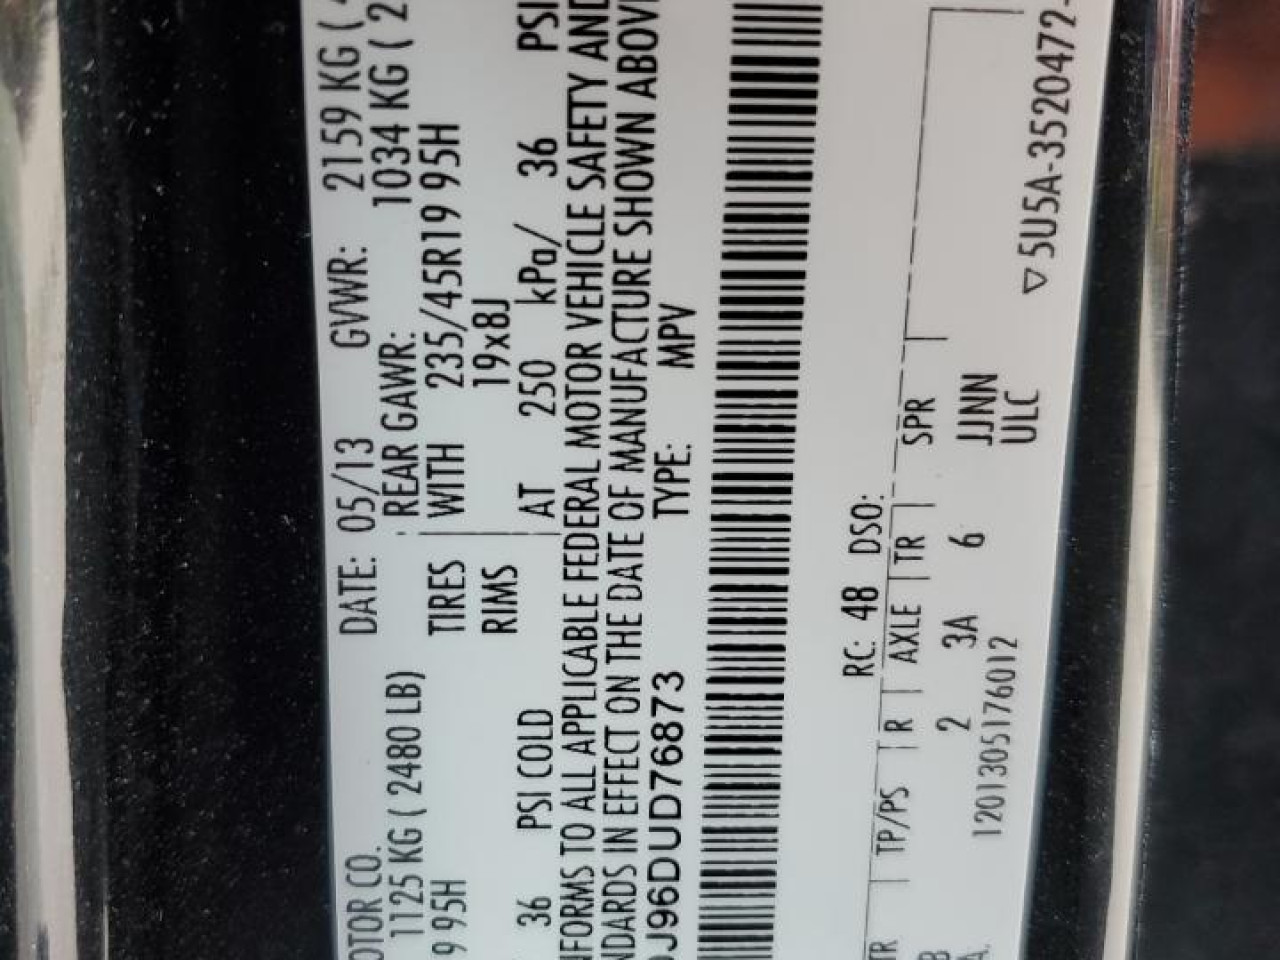 OTOR CO. DATE: 05/13 GVWR: 2159 KG (
1125 KG ( 2480 LB) REAR GAWR: 1034 KG ( 2
9 95H TIRES WITH 235/45R19 95H
RIMS 19x8J
36 PSI COLD AT 250 kPa/ 36 PSI
NFORMS TO ALL APPLICABLE FEDERAL MOTOR VEHICLE SAFETY AND
NDARDS IN EFFECT ON THE DATE OF MANUFACTURE SHOWN ABOV
J96DUD76873 TYPE: MPV
RC: 48 DSO:
TR TP/PS R AXLE TR SPR
B 2 3A 6 JJNN
A. 1201305176012 ULC
▽5U5A-3520472-